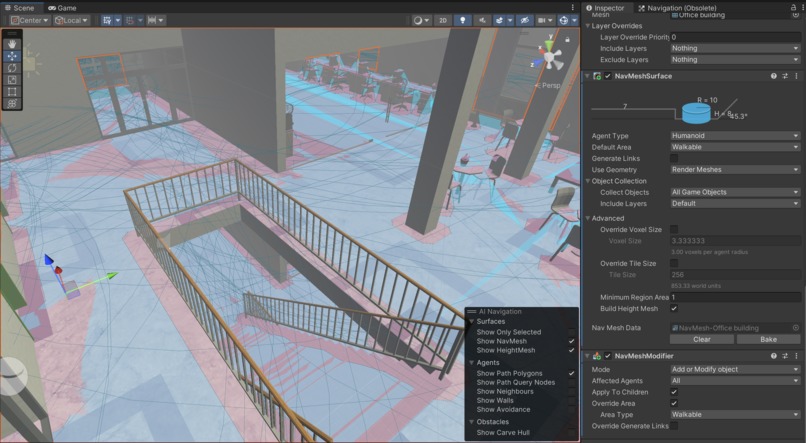 Scene
Game
Center
Local
2D
y
x
z
< Persp
AI Navigation
Surfaces
Show Only Selected
Show NavMesh
Show HeightMesh
Agents
Show Path Polygons
Show Path Query Nodes
Show Neighbours
Show Walls
Show Avoidance
Obstacles
Show Carve Hull
Inspector
Navigation (Obsolete)
Mesh
Office building
Layer Overrides
Layer Override Priorit 0
Include Layers Nothing
Exclude Layers Nothing
NavMeshSurface
R = 10
7
H = 8
45.3°
Agent Type Humanoid
Default Area Walkable
Generate Links
Use Geometry Render Meshes
Object Collection
Collect Objects All Game Objects
Include Layers Default
Advanced
Override Voxel Size
Voxel Size 3.333333
3.00 voxels per agent radius
Override Tile Size
Tile Size 256
853.33 world units
Minimum Region Area 1
Build Height Mesh
Nav Mesh Data NavMesh-Office building
Clear Bake
NavMeshModifier
Mode Add or Modify object
Affected Agents All
Apply To Children
Override Area
Area Type Walkable
Override Generate Links